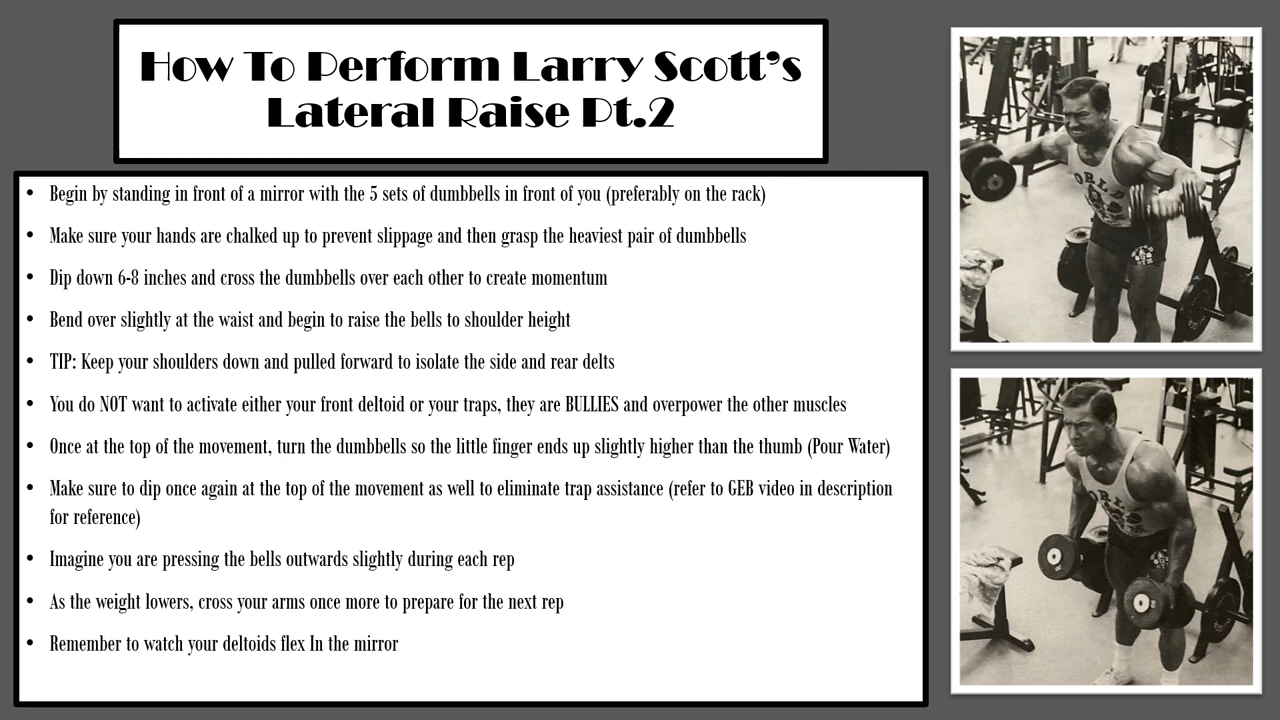 How To Perform Larry Scott's
Lateral Raise Pt.2
• Begin by standing in front of a mirror with the 5 sets of dumbbells in front of you (preferably on the rack)
• Make sure your hands are chalked up to prevent slippage and then grasp the heaviest pair of dumbbells
• Dip down 6-8 inches and cross the dumbbells over each other to create momentum
• Bend over slightly at the waist and begin to raise the bells to shoulder height
• TIP: Keep your shoulders down and pulled forward to isolate the side and rear delts
• You do NOT want to activate either your front deltoid or your traps, they are BULLIES and overpower the other muscles
• Once at the top of the movement, turn the dumbbells so the little finger ends up slightly higher than the thumb (Pour Water)
• Make sure to dip once again at the top of the movement as well to eliminate trap assistance (refer to GEB video in description
for reference)
• Imagine you are pressing the bells outwards slightly during each rep
• As the weight lowers, cross your arms once more to prepare for the next rep
• Remember to watch your deltoids flex In the mirror